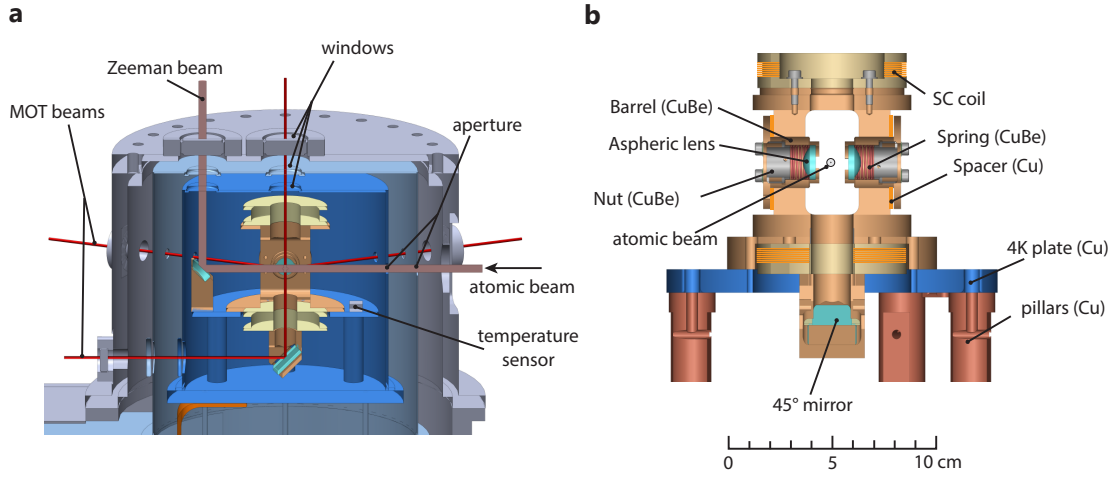 a
windows
Zeeman beam
MOT beams
aperture
atomic beam
temperature
sensor
b
SC coil
Barrel (CuBe)
Aspheric lens
Spring (CuBe)
Spacer (Cu)
Nut (CuBe)
atomic beam
4K plate (Cu)
pillars (Cu)
45° mirror
0 5 10 cm